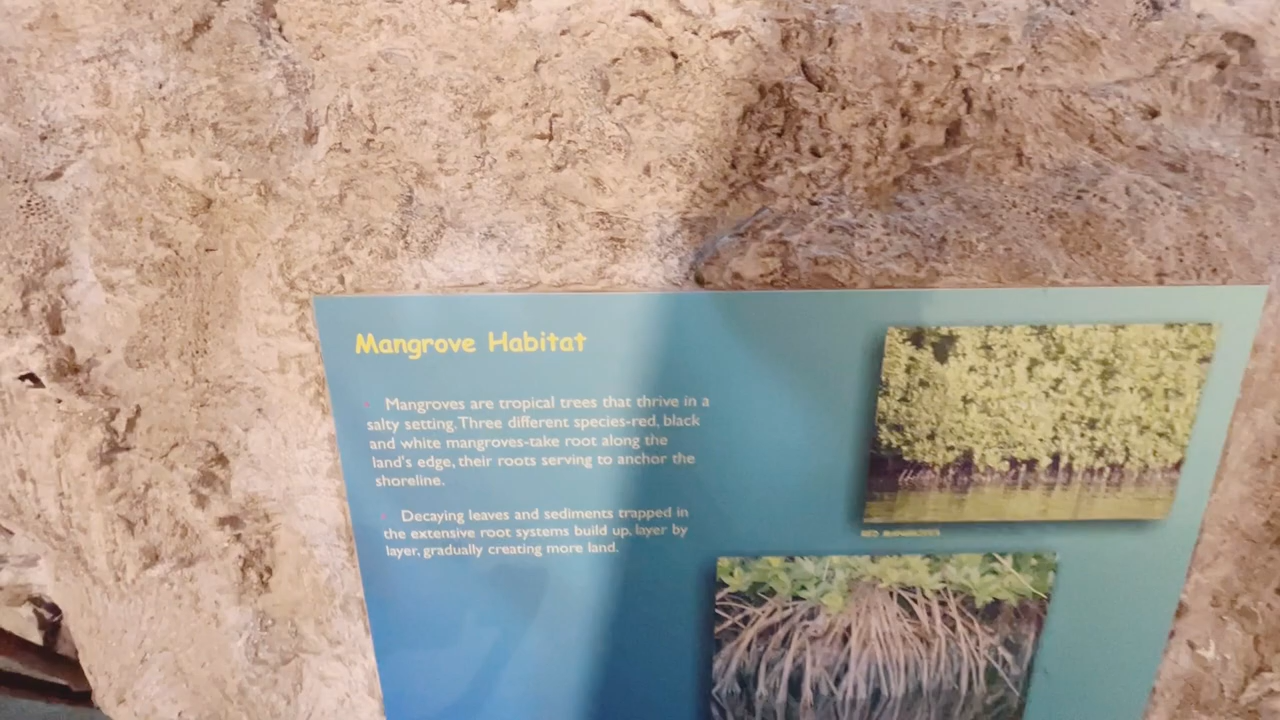 Mangrove Habitat
Mangroves are tropical trees that thrive in a
salty setting. Three different species-red, black
and white mangroves-take root along the
land's edge, their roots serving to anchor the
shoreline.
Decaying leaves and sediments trapped in
the extensive root systems build up, layer by
layer, gradually creating more land.
RED MANGROVES